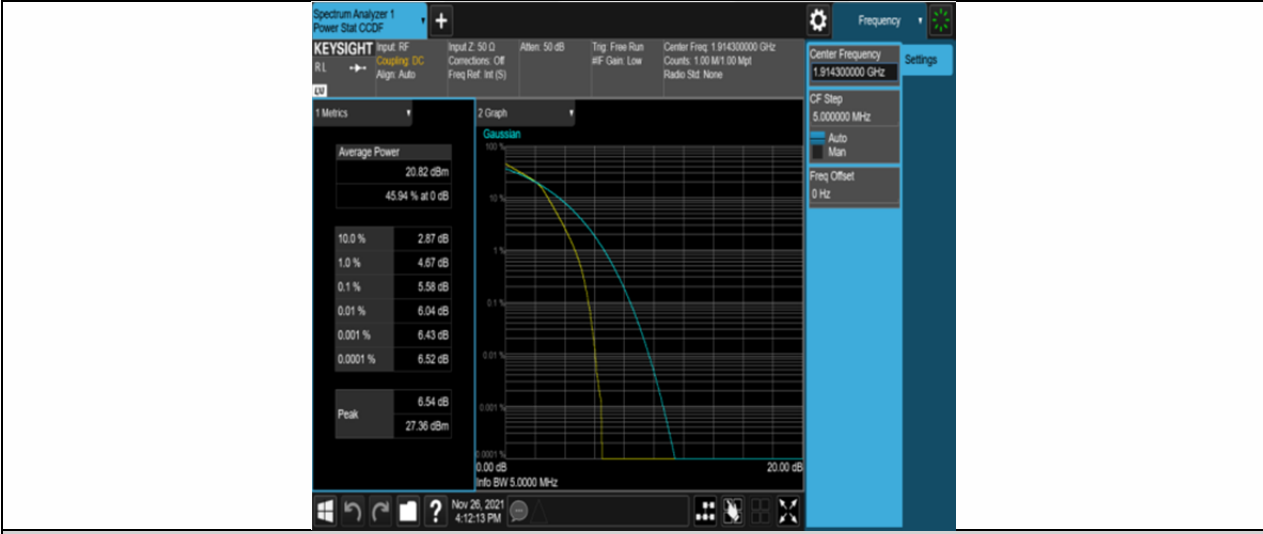 Spectrum Analyzer 1
Power Stat CCDF
+
Frequency
KEYSIGHT
Input: RF
Coupling: DC
Align: Auto
R L
LV
Input Z: 50 Ω
Corrections: Off
Freq Ref: Int (S)
Atten: 50 dB
Trig: Free Run
#IF Gain: Low
Center Freq: 1.914300000 GHz
Counts: 1.00 M/1.00 Mpt
Radio Std: None
Center Frequency
1.914300000 GHz
Settings
CF Step
5.000000 MHz
Auto
Man
Freq Offset
0 Hz
1 Metrics
Average Power
20.82 dBm
45.94 % at 0 dB
10.0 % 2.87 dB
1.0 % 4.67 dB
0.1 % 5.58 dB
0.01 % 6.04 dB
0.001 % 6.43 dB
0.0001 % 6.52 dB
Peak
6.54 dB
27.36 dBm
2 Graph
Gaussian
100 %
10 %
1 %
0.1 %
0.01 %
0.001 %
0.0001 %
0.00 dB 20.00 dB
Info BW 5.0000 MHz
?
Nov 26, 2021
4:12:13 PM